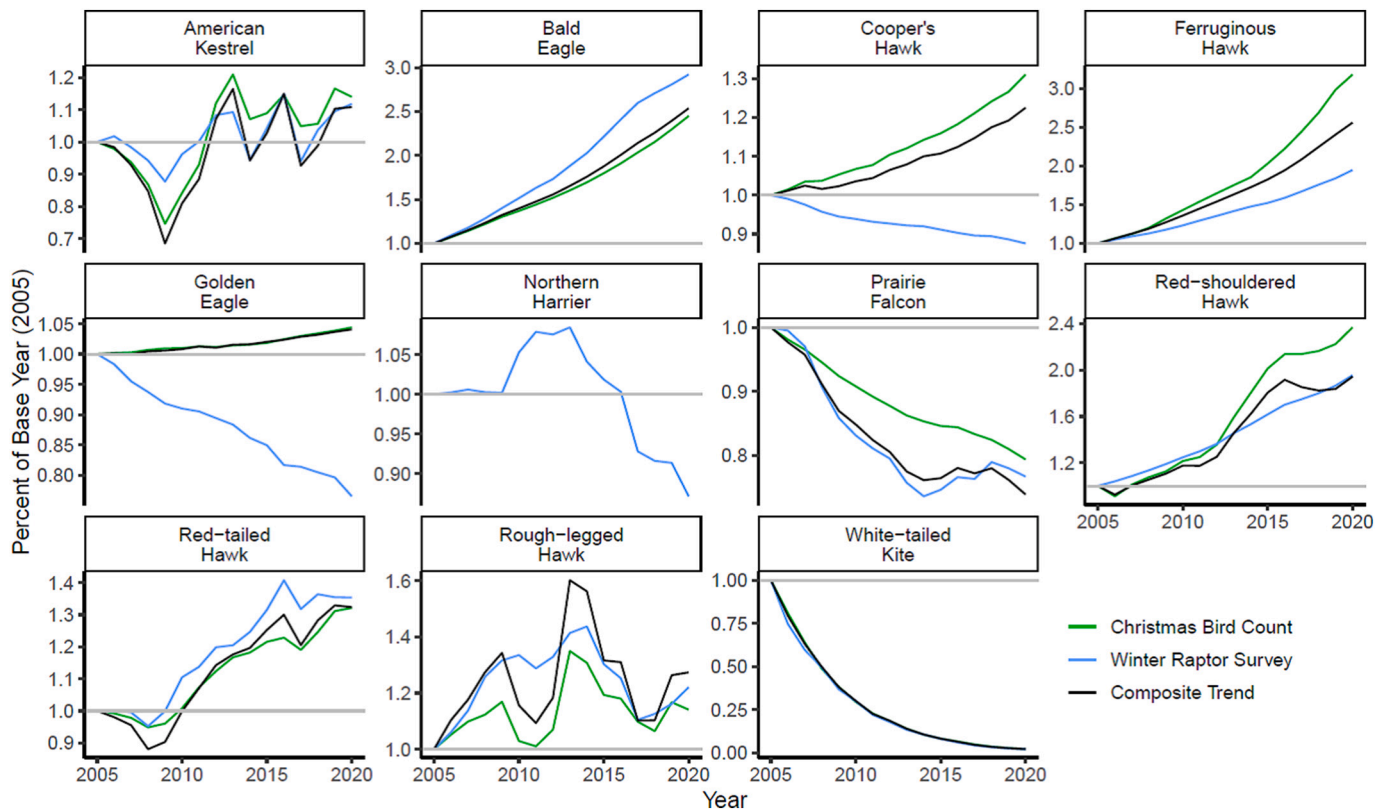 American
Kestrel
Bald
Eagle
Cooper's
Hawk
Ferruginous
Hawk
1.2
1.1
1.0
0.9
0.8
0.7
3.0
2.5
2.0
1.5
1.0
1.3
1.2
1.1
1.0
0.9
3.0
2.5
2.0
1.5
1.0
Percent of Base Year (2005)
Golden
Eagle
Northern
Harrier
Prairie
Falcon
Red−shouldered
Hawk
1.05
1.00
0.95
0.90
0.85
0.80
1.05
1.00
0.95
0.90
1.0
0.9
0.8
2.4
2.0
1.6
1.2
2005 2010 2015 2020
Red−tailed
Hawk
Rough−legged
Hawk
White−tailed
Kite
1.4
1.3
1.2
1.1
1.0
0.9
2005 2010 2015 2020
1.6
1.4
1.2
1.0
2005 2010 2015 2020
1.00
0.75
0.50
0.25
0.00
2005 2010 2015 2020
Christmas Bird Count
Winter Raptor Survey
Composite Trend
Year